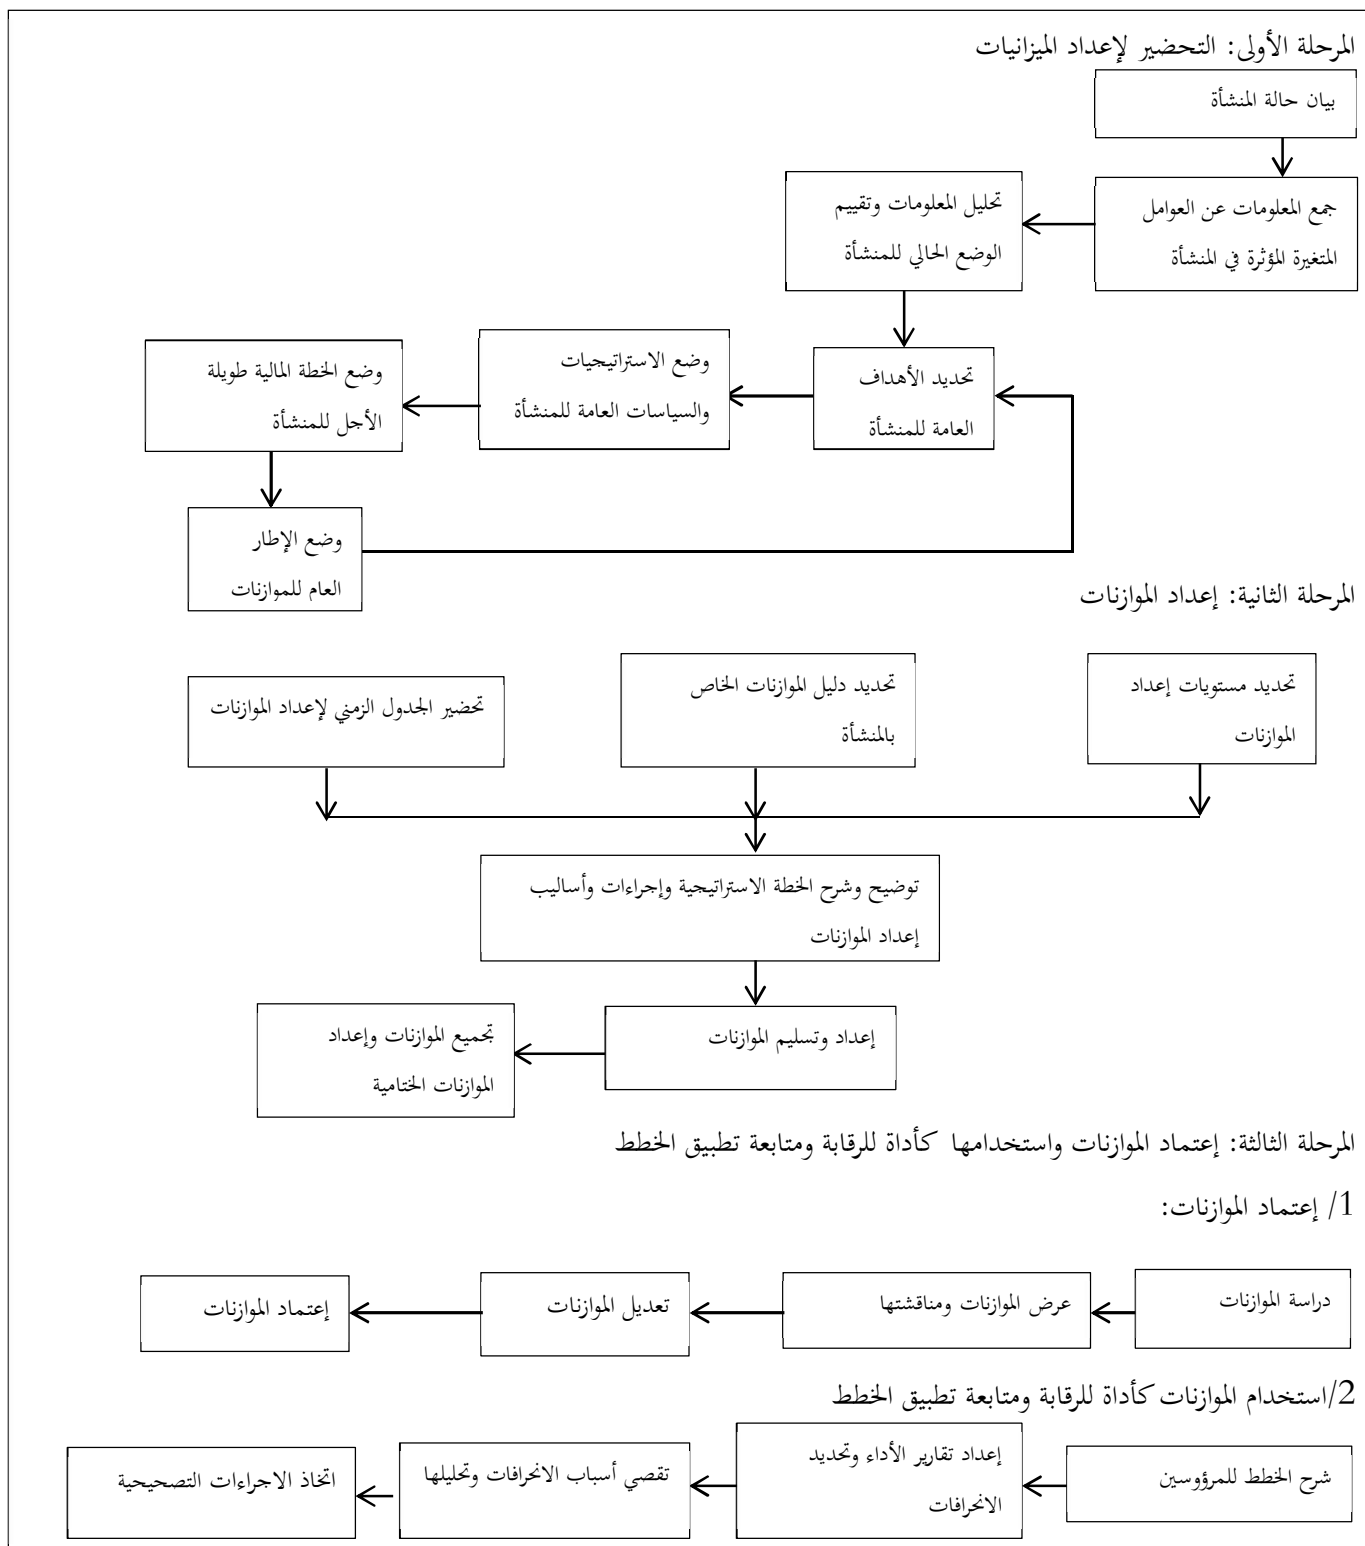 المرحلة الأولى: التحضير لإعداد الميزانيات
بيان حالة المنشأة
جمع المعلومات عن العوامل
المتغيرة المؤثرة في المنشأة
تحليل المعلومات وتقييم
الوضع الحالي للمنشأة
تحديد الأهداف
العامة للمنشأة
وضع الاستراتيجيات
والسياسات العامة للمنشأة
وضع الخطة المالية طويلة
الأجل للمنشأة
وضع الإطار
العام للموازنات
المرحلة الثانية: إعداد الموازنات
تحديد مستويات إعداد
الموازنات
تحديد دليل الموازنات الخاص
بالمنشأة
تحضير الجدول الزمني لإعداد الموازنات
توضيح وشرح الخطة الاستراتيجية وإجراءات وأساليب
إعداد الموازنات
إعداد وتسليم الموازنات
تجميع الموازنات وإعداد
الموازنات الختامية
المرحلة الثالثة: إعتماد الموازنات واستخدامها كأداة للرقابة ومتابعة تطبيق الخطط
1/ إعتماد الموازنات:
دراسة الموازنات
عرض الموازنات ومناقشتها
تعديل الموازنات
إعتماد الموازنات
2/استخدام الموازنات كأداة للرقابة ومتابعة تطبيق الخطط
شرح الخطط للمرؤوسين
إعداد تقارير الأداء وتحديد
الانحرافات
تقصي أسباب الانحرافات وتحليلها
اتخاذ الاجراءات التصحيحية